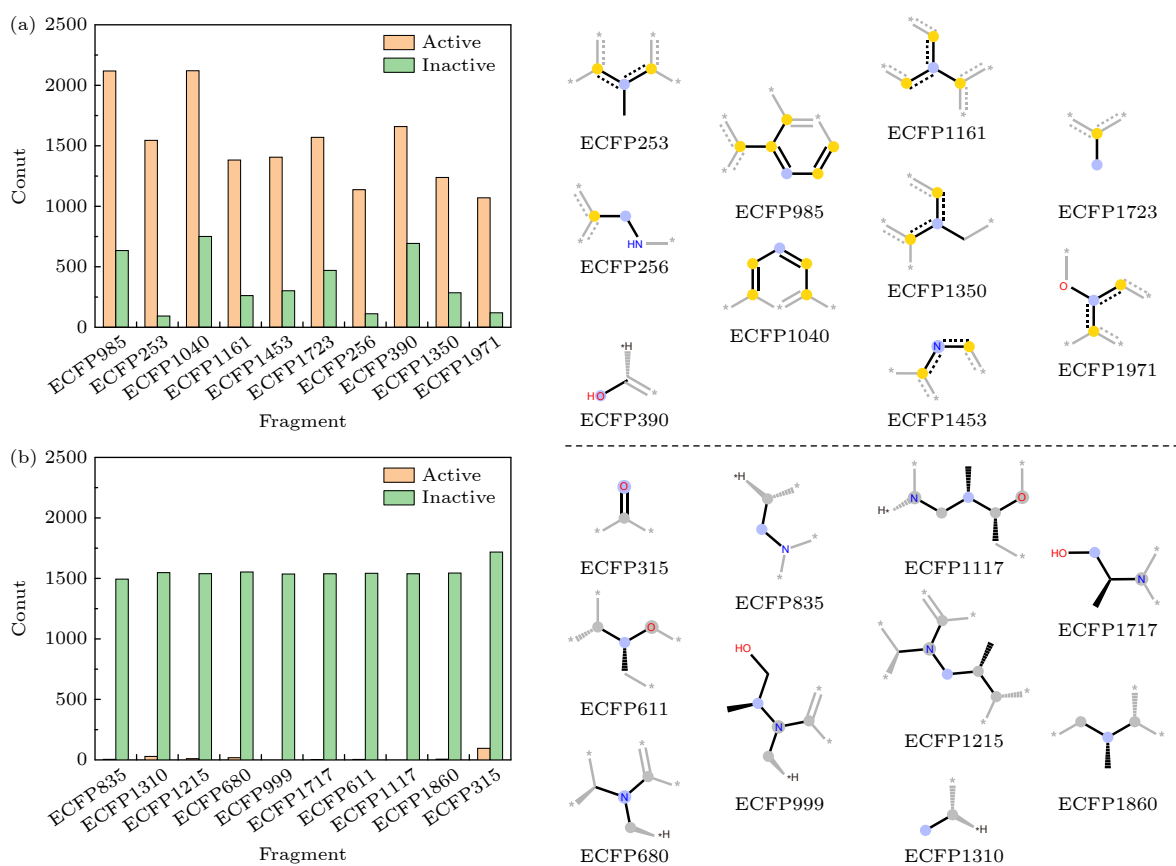 (a)
2500
2000
1500
1000
500
0
Conut
Active
Inactive
ECFP985
ECFP253
ECFP1040
ECFP1161
ECFP1453
ECFP1723
ECFP256
ECFP390
ECFP1350
ECFP1971
Fragment
* * * *
ECFP253
* * * *
ECFP985
* * * *
ECFP1161
* *
ECFP1723
* * HN *
ECFP256
* *
ECFP1040
* * *
ECFP1350
* O * *
ECFP1971
*H HO *
ECFP390
N * * *
ECFP1453
(b)
2500
2000
1500
1000
500
0
Conut
Active
Inactive
ECFP835
ECFP1310
ECFP1215
ECFP680
ECFP999
ECFP1717
ECFP611
ECFP1117
ECFP1860
ECFP315
Fragment
O * *
ECFP315
*H * N * *
ECFP835
* N H* * O *
ECFP1117
HO N * *
ECFP1717
* * O * *
ECFP611
HO N * * *H
ECFP999
* * * * N * *
ECFP1215
* * *
ECFP1860
* * * * N *H
ECFP680
* *H
ECFP1310